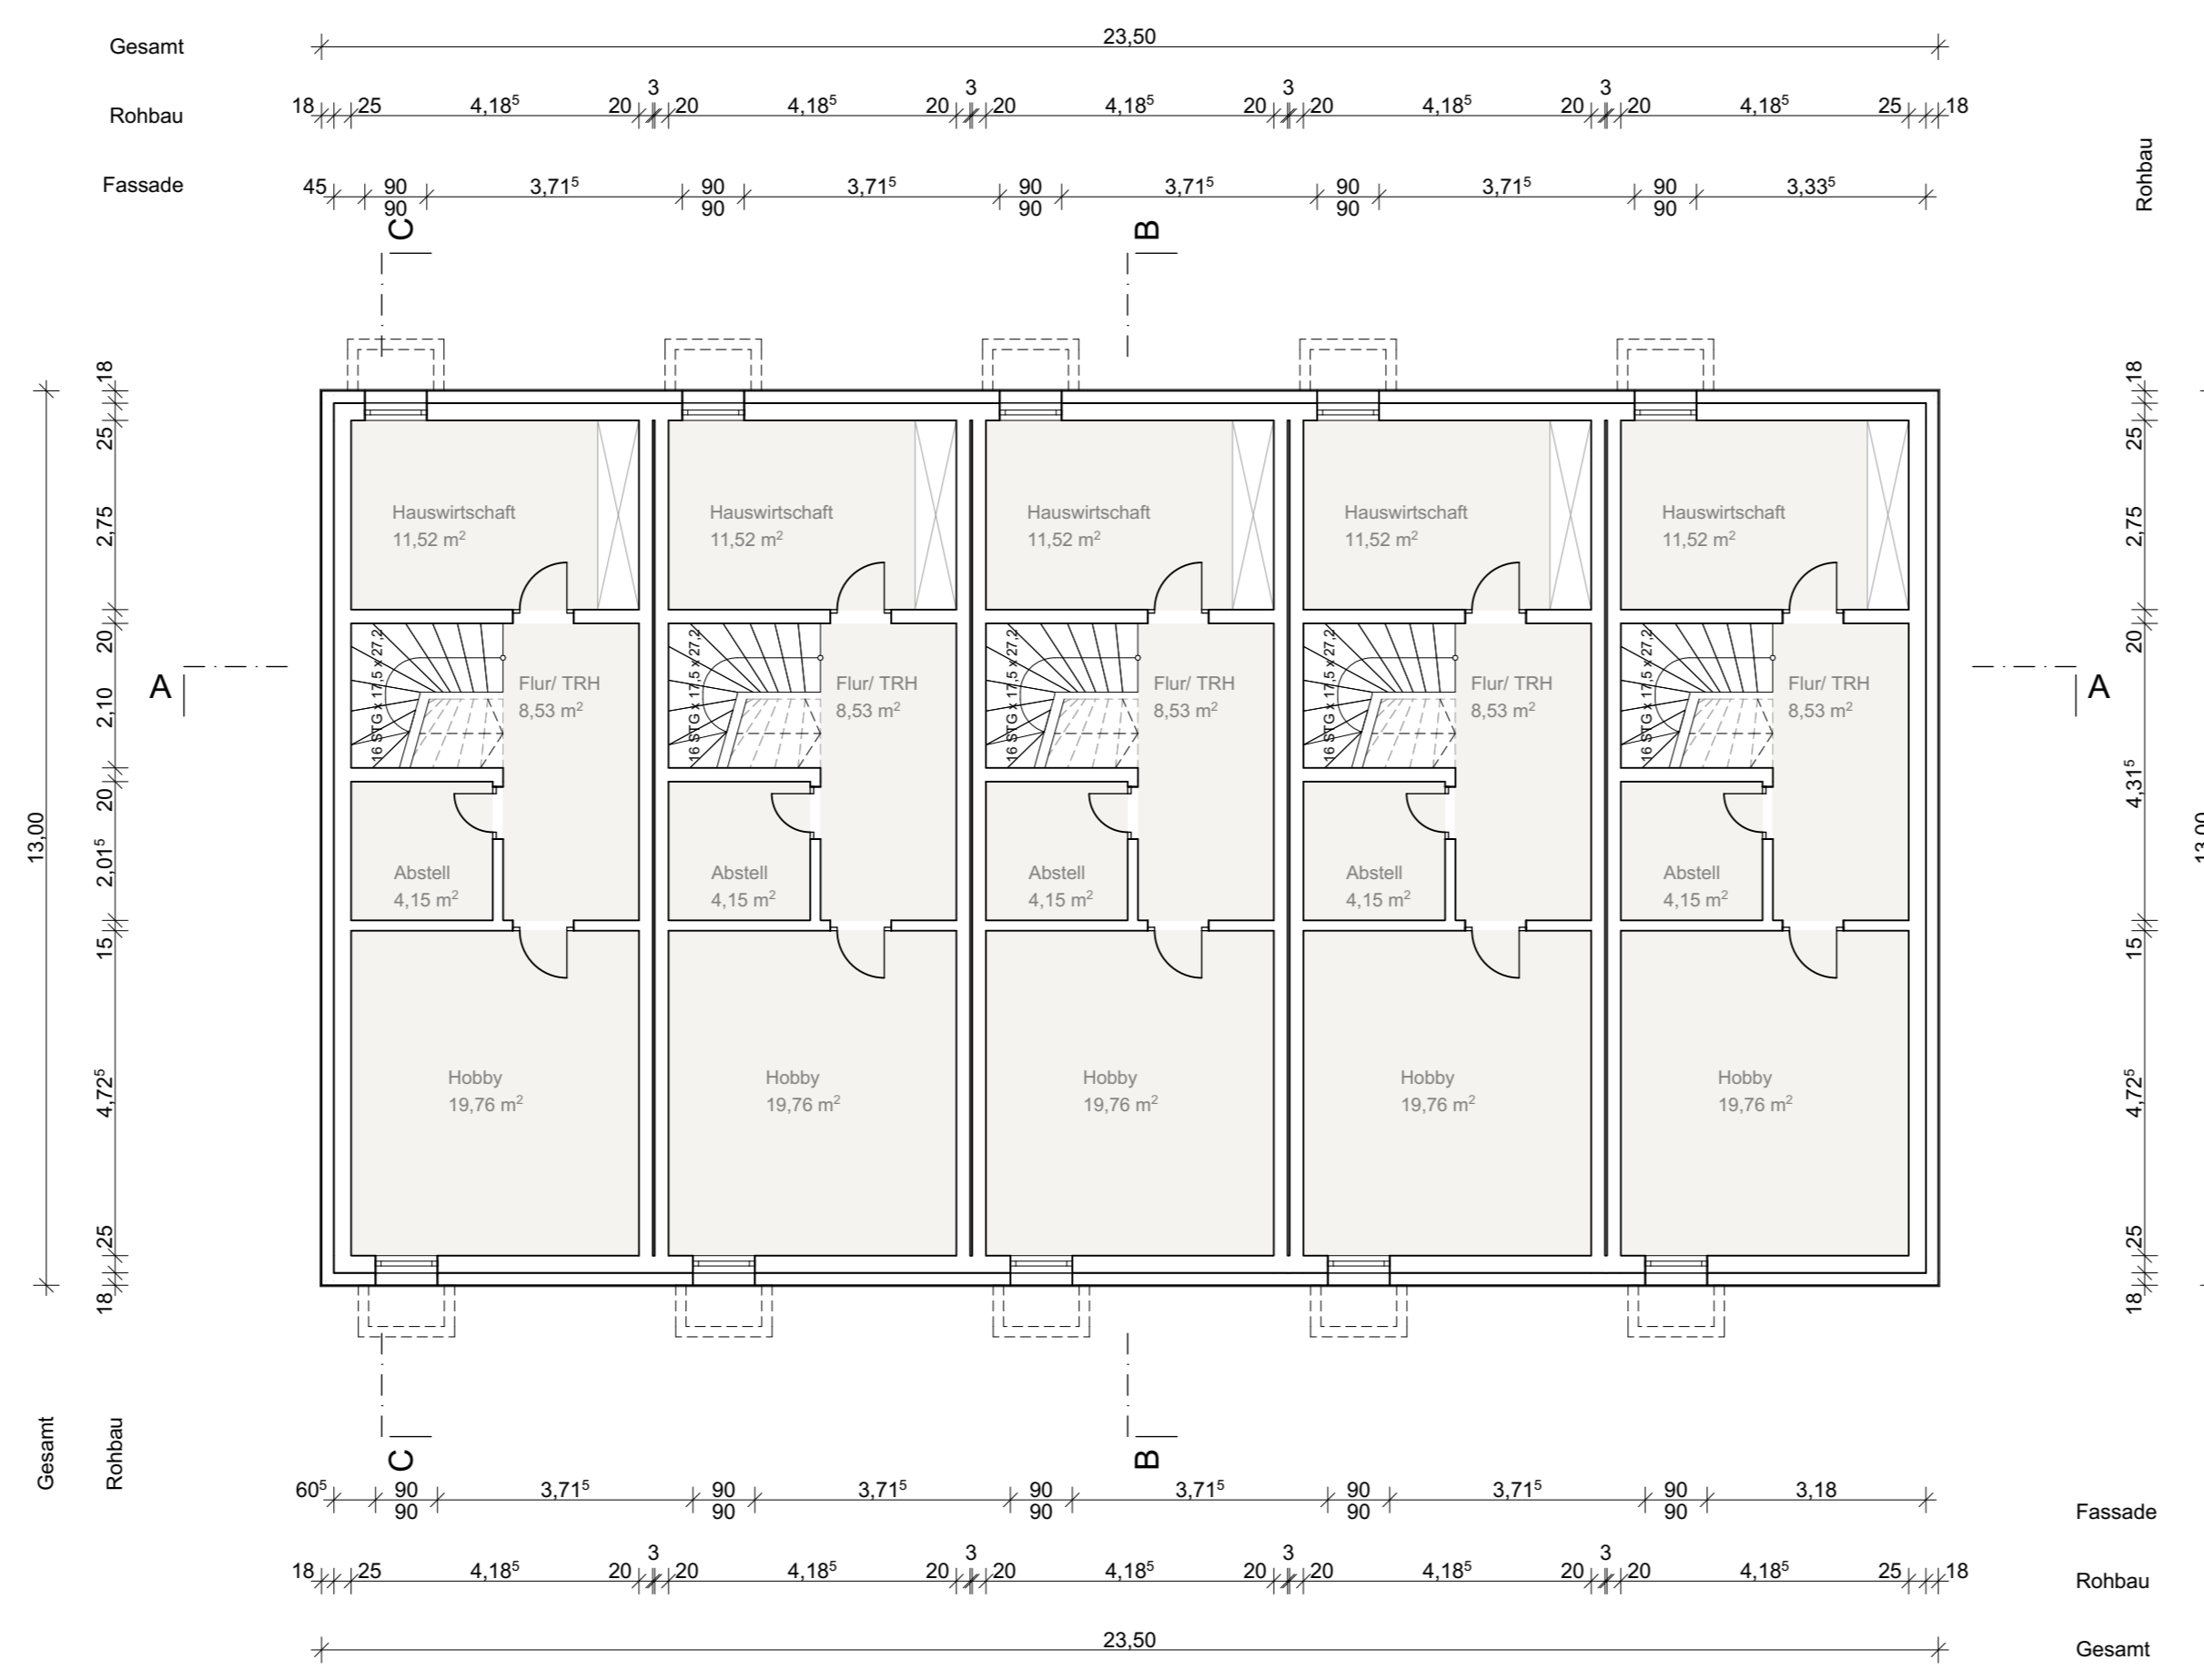 Gesamt 23,50
3 3 3 3
Rohbau 18 25 4,18⁵ 20 20 4,18⁵ 20 20 4,18⁵ 20 20 4,18⁵ 20 20 4,18⁵ 25 18
Fassade 45 90 3,71⁵ 90 3,71⁵ 90 3,71⁵ 90 3,71⁵ 90 3,33⁵
90 90 90 90 90
Rohbau
C B
18 18
25 25
Hauswirtschaft Hauswirtschaft Hauswirtschaft Hauswirtschaft Hauswirtschaft
11,52 m² 11,52 m² 11,52 m² 11,52 m² 11,52 m²
2,75 2,75
20 20
16 STG x 17,5 x 27,2 16 STG x 17,5 x 27,2 16 STG x 17,5 x 27,2 16 STG x 17,5 x 27,2 16 STG x 17,5 x 27,2
A Flur/ TRH Flur/ TRH Flur/ TRH Flur/ TRH Flur/ TRH A
8,53 m² 8,53 m² 8,53 m² 8,53 m² 8,53 m²
2,10
20 4,31⁵
13,00 13,00
2,01⁵
Abstell Abstell Abstell Abstell Abstell
4,15 m² 4,15 m² 4,15 m² 4,15 m² 4,15 m²
15 15
Hobby Hobby Hobby Hobby Hobby
19,76 m² 19,76 m² 19,76 m² 19,76 m² 19,76 m²
4,72⁵ 4,72⁵
25 25
18 18
Gesamt Rohbau
C B
60⁵ 90 3,71⁵ 90 3,71⁵ 90 3,71⁵ 90 3,71⁵ 90 3,18
90 90 90 90 90 Fassade
3 3 3 3
18 25 4,18⁵ 20 20 4,18⁵ 20 20 4,18⁵ 20 20 4,18⁵ 20 20 4,18⁵ 25 18 Rohbau
23,50 Gesamt